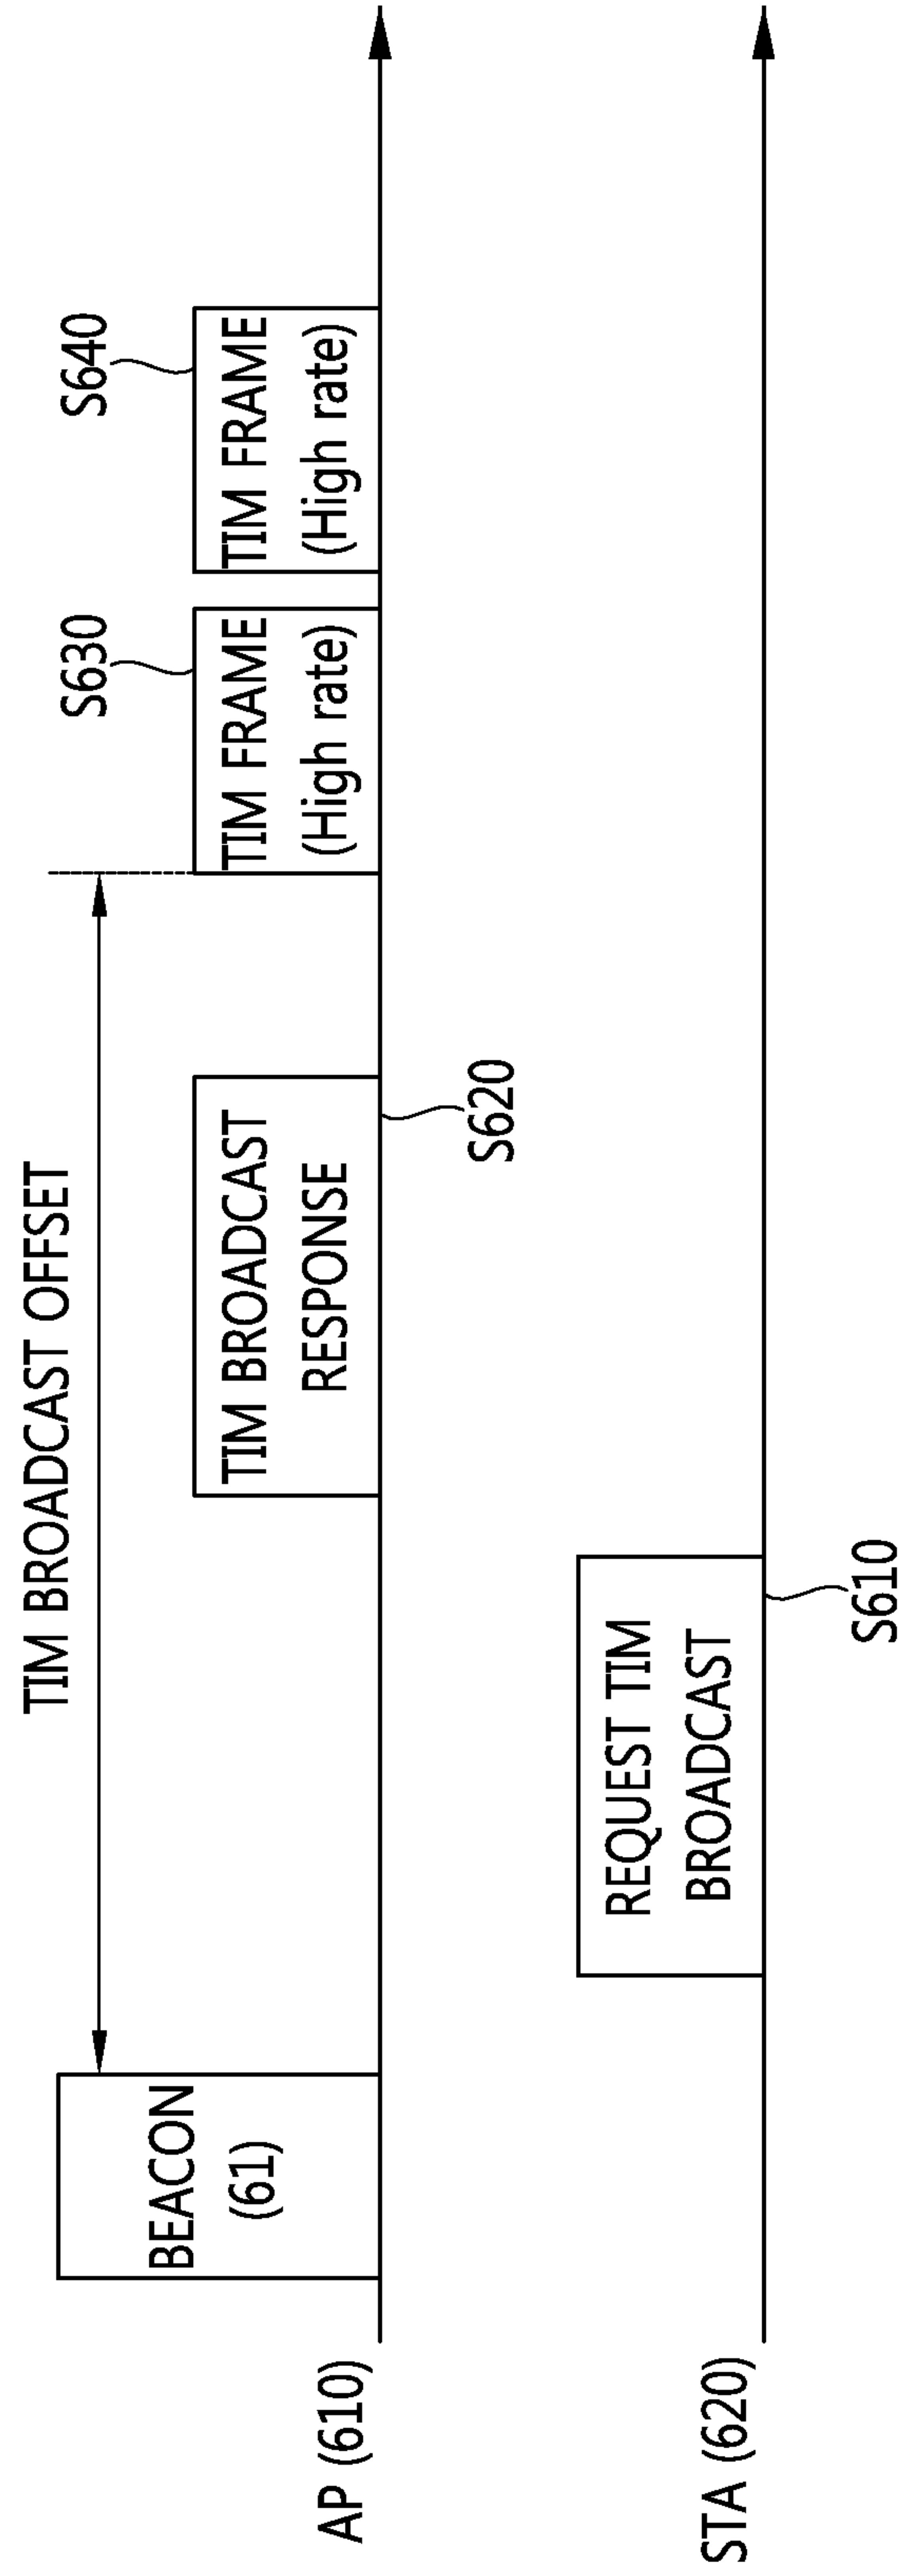 TIM BROADCAST OFFSET
BEACON
(61)
TIM BROADCAST
RESPONSE
S620
TIM FRAME
(High rate)
S630
TIM FRAME
(High rate)
S640
AP (610)
REQUEST TIM
BROADCAST
S610
STA (620)